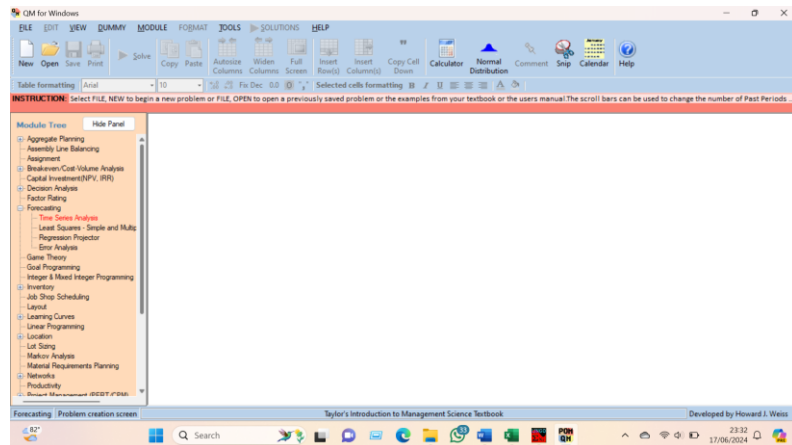 QM for Windows
FILE EDIT VIEW DUMMY MODULE FORMAT TOOLS SOLUTIONS HELP
New Open Save Print Solve Copy Paste Autosize Columns Widen Columns Full Screen Insert Row(s) Insert Column(s) Copy Cell Down Calculator Normal Distribution Comment Snip Calendar Help
Table formatting Arial 10 Fix Dec 0.0 Selected cells formatting B I U
INSTRUCTION: Select FILE, NEW to begin a new problem or FILE, OPEN to open a previously saved problem or the examples from your textbook or the users manual.The scroll bars can be used to change the number of Past Periods ..
Module Tree Hide Panel
Aggregate Planning
Assembly Line Balancing
Assignment
Breakeven/Cost-Volume Analysis
Capital Investment(NPV, IRR)
Decision Analysis
Factor Rating
Forecasting
Time Series Analysis
Least Squares - Simple and Multip
Regression Projector
Error Analysis
Game Theory
Goal Programming
Integer & Mixed Integer Programming
Inventory
Job Shop Scheduling
Layout
Learning Curves
Linear Programming
Location
Lot Sizing
Markov Analysis
Material Requirements Planning
Networks
Productivity
Project Management (PERT/CPM)
Forecasting Problem creation screen Taylor's Introduction to Management Science Textbook Developed by Howard J. Weiss
82° Search POM QM 23:32
17/06/2024